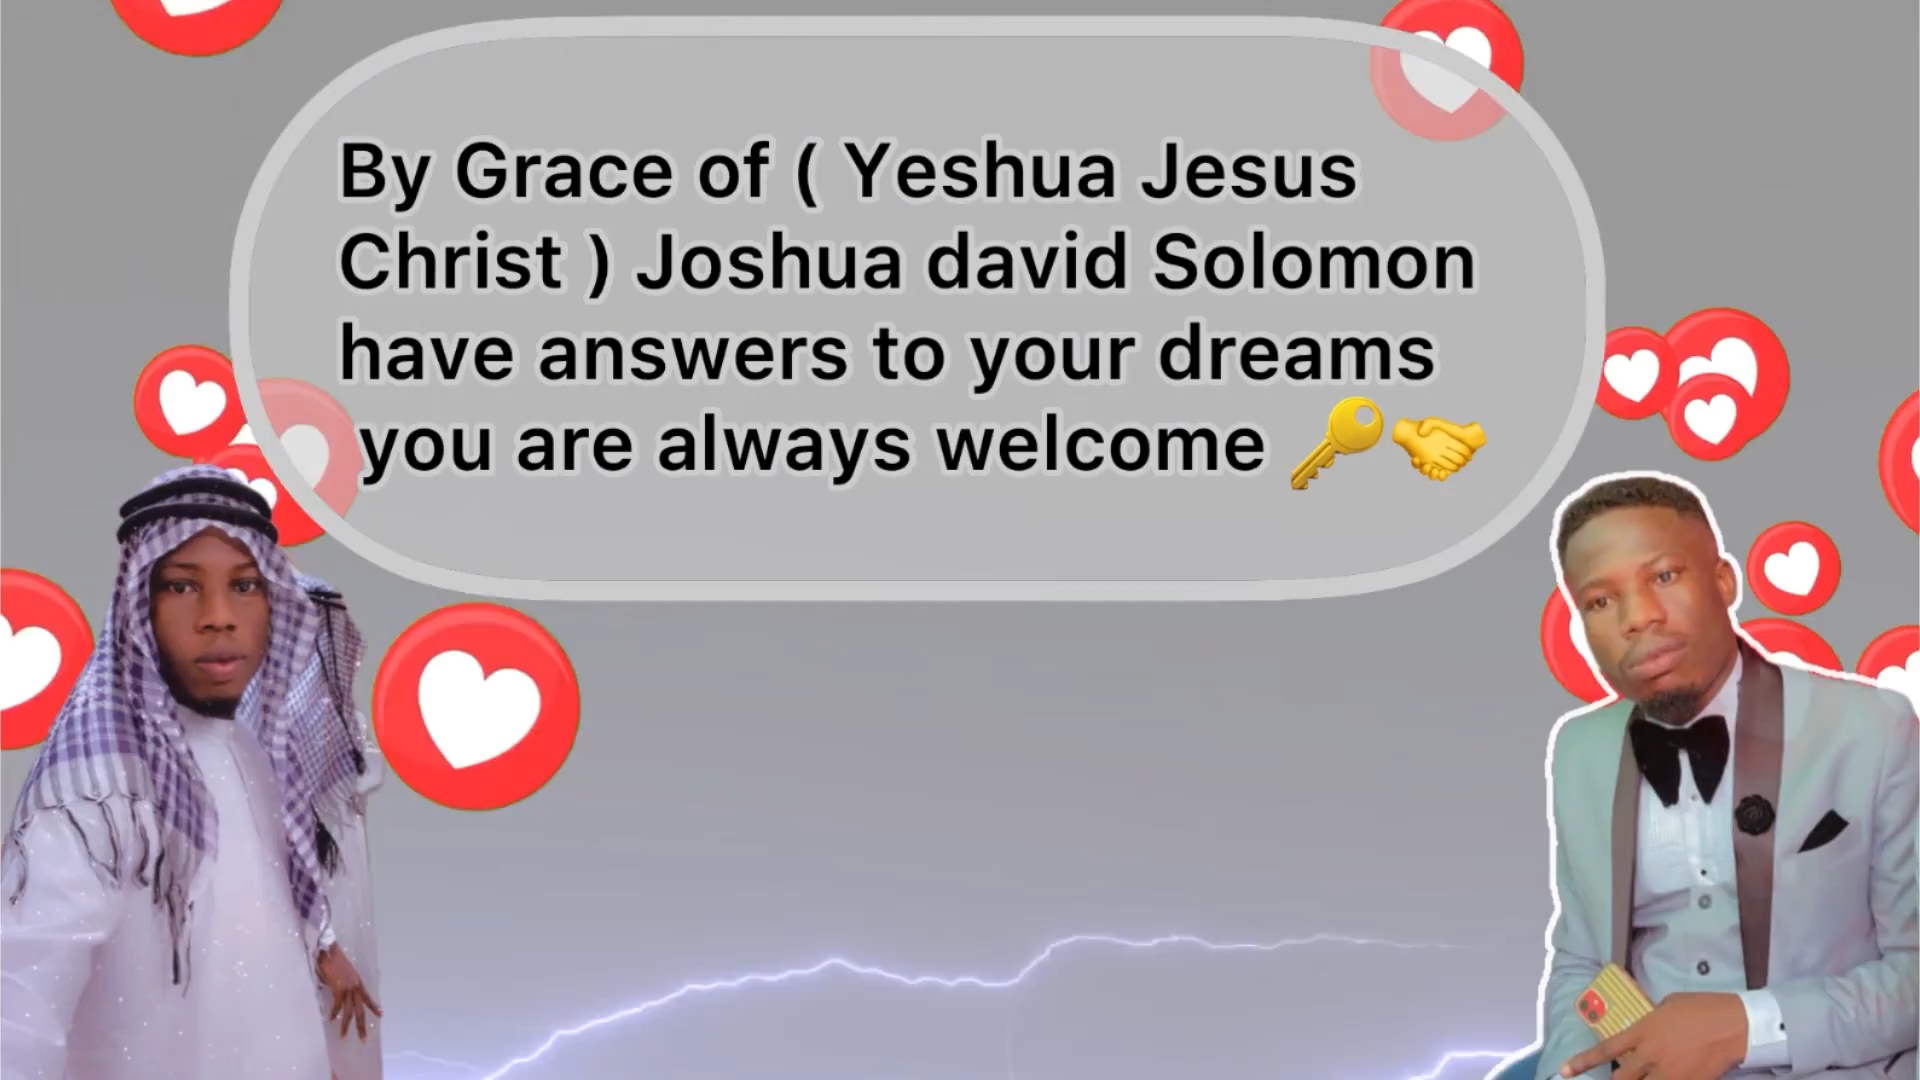 By Grace of ( Yeshua Jesus
Christ ) Joshua david Solomon
have answers to your dreams
you are always welcome 🔑🤝